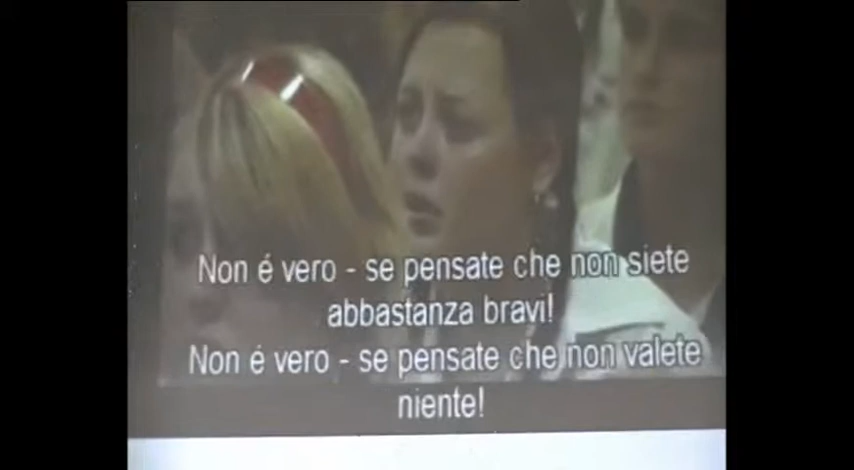 Non é vero - se pensate che non siete
abbastanza bravi!
Non é vero - se pensate che non valete
niente!